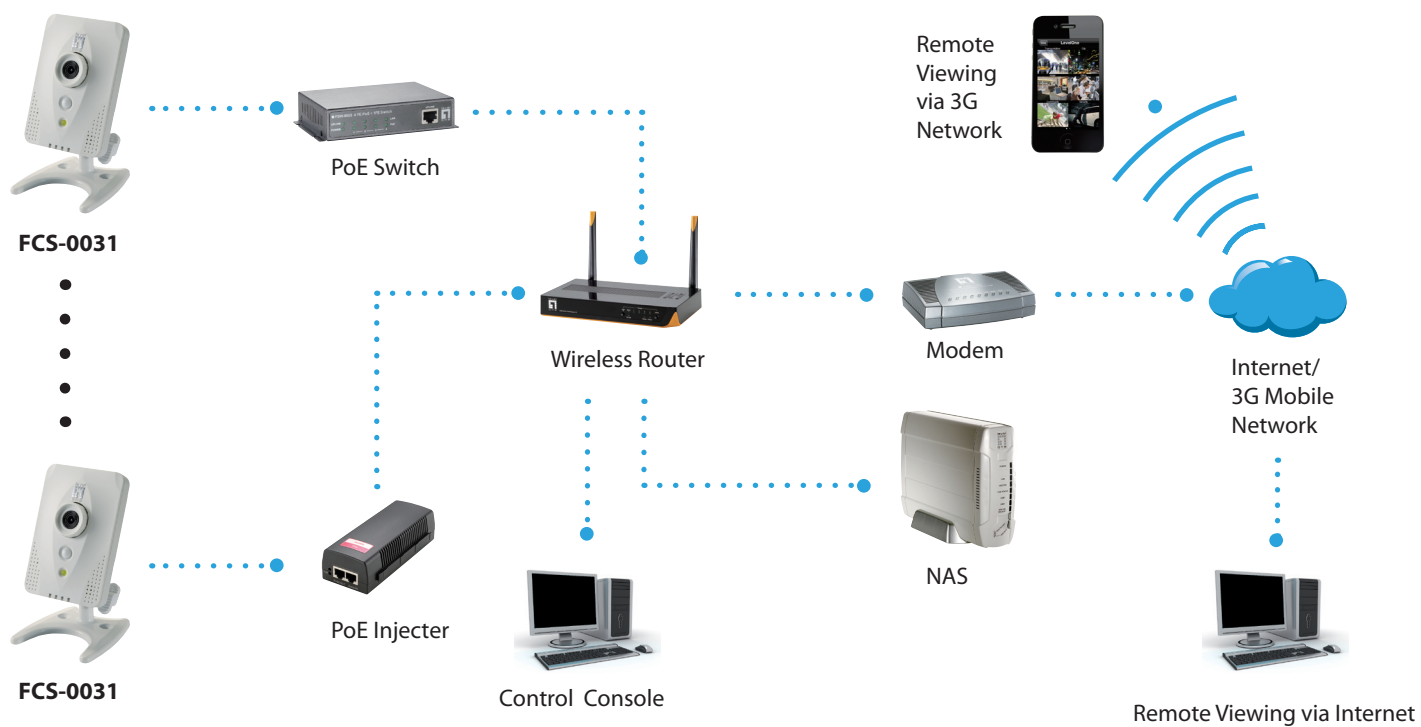 Remote
Viewing
via 3G
Network
PoE Switch
FCS-0031
Wireless Router
Modem
Internet/
3G Mobile
Network
NAS
PoE Injecter
FCS-0031
Control Console
Remote Viewing via Internet